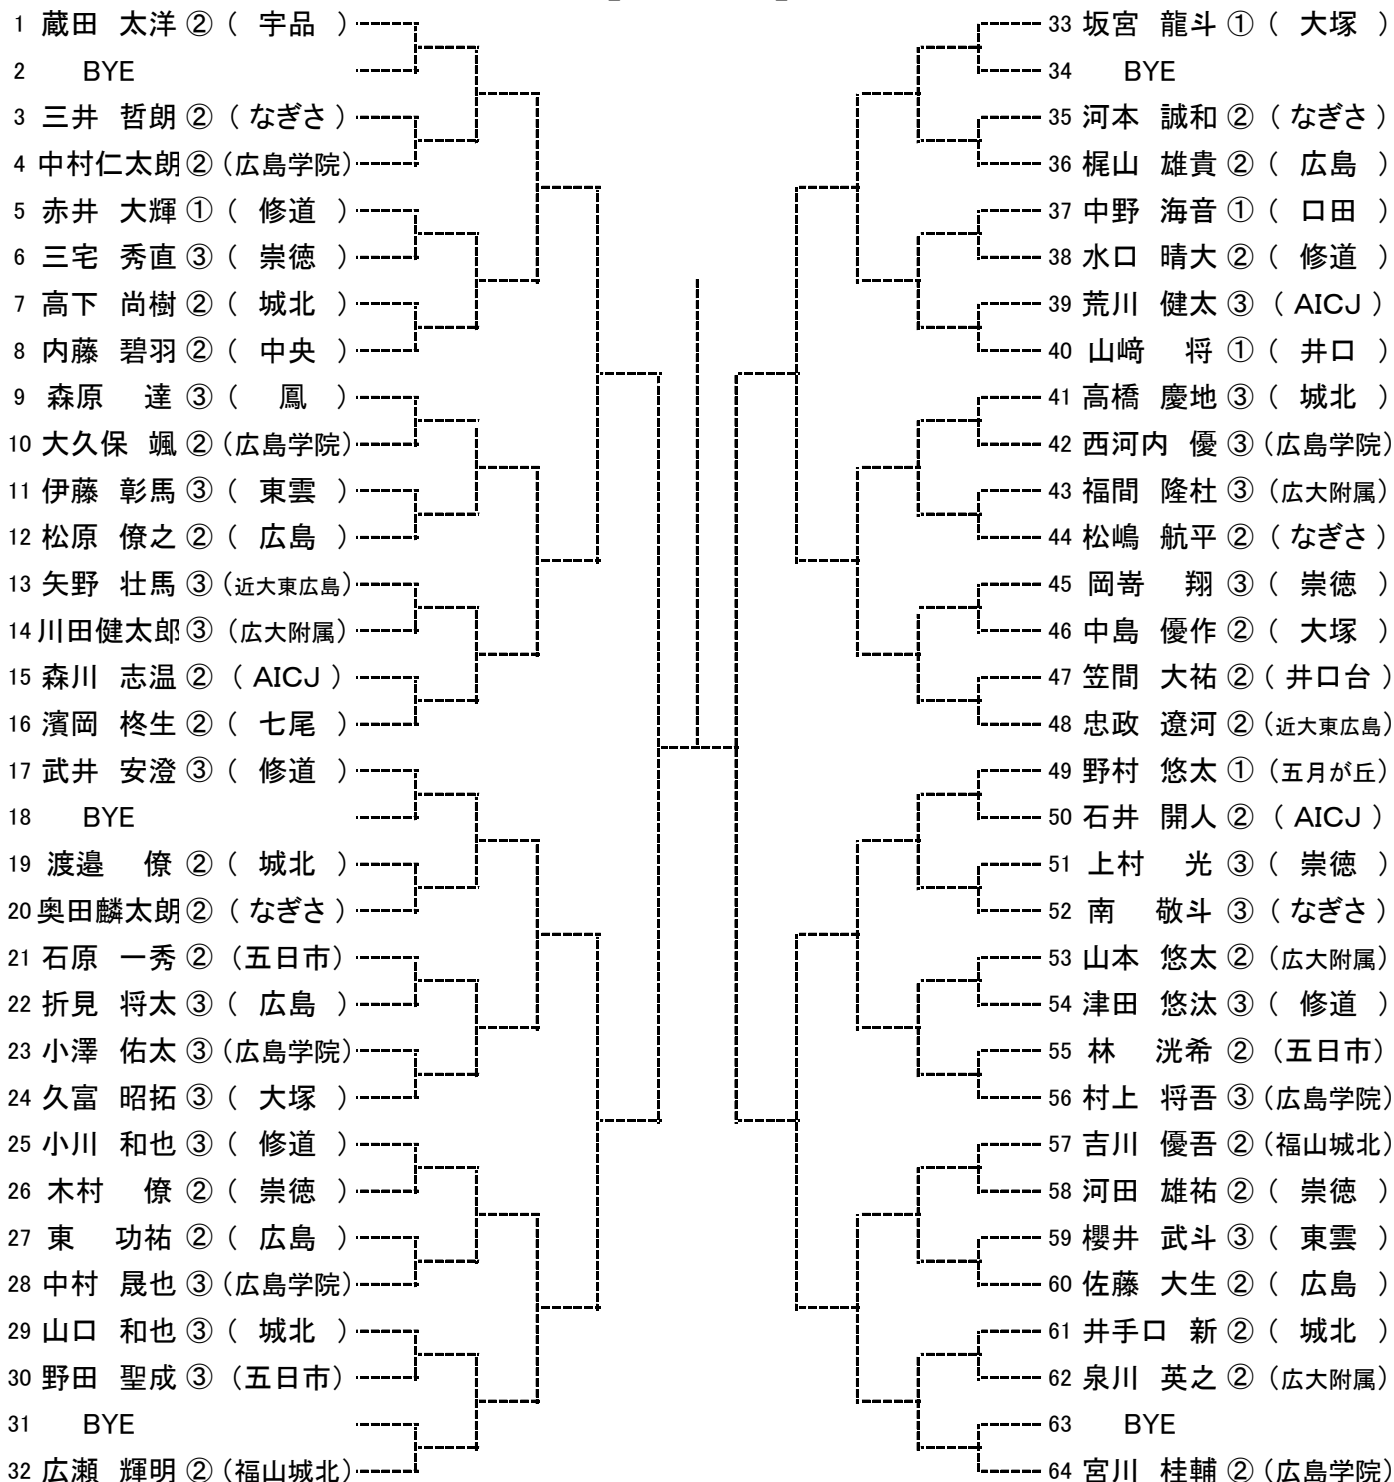 1 蔵田 太洋 ② ( 宇品 )
2 BYE
3 三井 哲朗 ② ( なぎさ )
4 中村仁太朗 ② (広島学院)
5 赤井 大輝 ① ( 修道 )
6 三宅 秀直 ③ ( 崇徳 )
7 高下 尚樹 ② ( 城北 )
8 内藤 碧羽 ② ( 中央 )
9 森原 達 ③ ( 鳳 )
10 大久保 颯 ② (広島学院)
11 伊藤 彰馬 ③ ( 東雲 )
12 松原 僚之 ② ( 広島 )
13 矢野 壮馬 ③ (近大東広島)
14 川田健太郎 ③ (広大附属)
15 森川 志温 ② ( AICJ )
16 濱岡 柊生 ② ( 七尾 )
17 武井 安澄 ③ ( 修道 )
18 BYE
19 渡邉 僚 ② ( 城北 )
20 奥田麟太朗 ② ( なぎさ )
21 石原 一秀 ② (五日市)
22 折見 将太 ③ ( 広島 )
23 小澤 佑太 ③ (広島学院)
24 久富 昭拓 ③ ( 大塚 )
25 小川 和也 ③ ( 修道 )
26 木村 僚 ② ( 崇徳 )
27 東 功祐 ② ( 広島 )
28 中村 晟也 ③ (広島学院)
29 山口 和也 ③ ( 城北 )
30 野田 聖成 ③ (五日市)
31 BYE
32 広瀬 輝明 ② (福山城北)
33 坂宮 龍斗 ① ( 大塚 )
34 BYE
35 河本 誠和 ② ( なぎさ )
36 梶山 雄貴 ② ( 広島 )
37 中野 海音 ① ( 口田 )
38 水口 晴大 ② ( 修道 )
39 荒川 健太 ③ ( AICJ )
40 山﨑 将 ① ( 井口 )
41 高橋 慶地 ③ ( 城北 )
42 西河内 優 ③ (広島学院)
43 福間 隆杜 ③ (広大附属)
44 松嶋 航平 ② ( なぎさ )
45 岡嵜 翔 ③ ( 崇徳 )
46 中島 優作 ② ( 大塚 )
47 笠間 大祐 ② ( 井口台 )
48 忠政 遼河 ② (近大東広島)
49 野村 悠太 ① (五月が丘)
50 石井 開人 ② ( AICJ )
51 上村 光 ③ ( 崇徳 )
52 南 敬斗 ③ ( なぎさ )
53 山本 悠太 ② (広大附属)
54 津田 悠汰 ③ ( 修道 )
55 林 洸希 ② (五日市)
56 村上 将吾 ③ (広島学院)
57 吉川 優吾 ② (福山城北)
58 河田 雄祐 ② ( 崇徳 )
59 櫻井 武斗 ③ ( 東雲 )
60 佐藤 大生 ② ( 広島 )
61 井手口 新 ② ( 城北 )
62 泉川 英之 ② (広大附属)
63 BYE
64 宮川 桂輔 ② (広島学院)